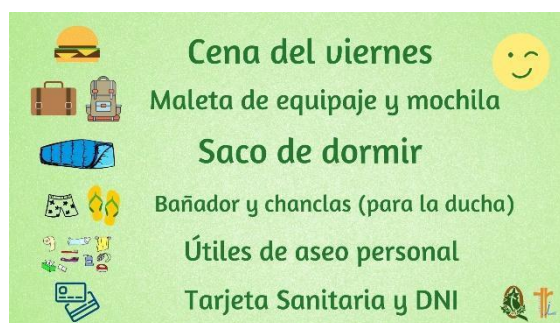 Cena del viernes
Maleta de equipaje y mochila
Saco de dormir
Bañador y chanclas (para la ducha)
Útiles de aseo personal
Tarjeta Sanitaria y DNI